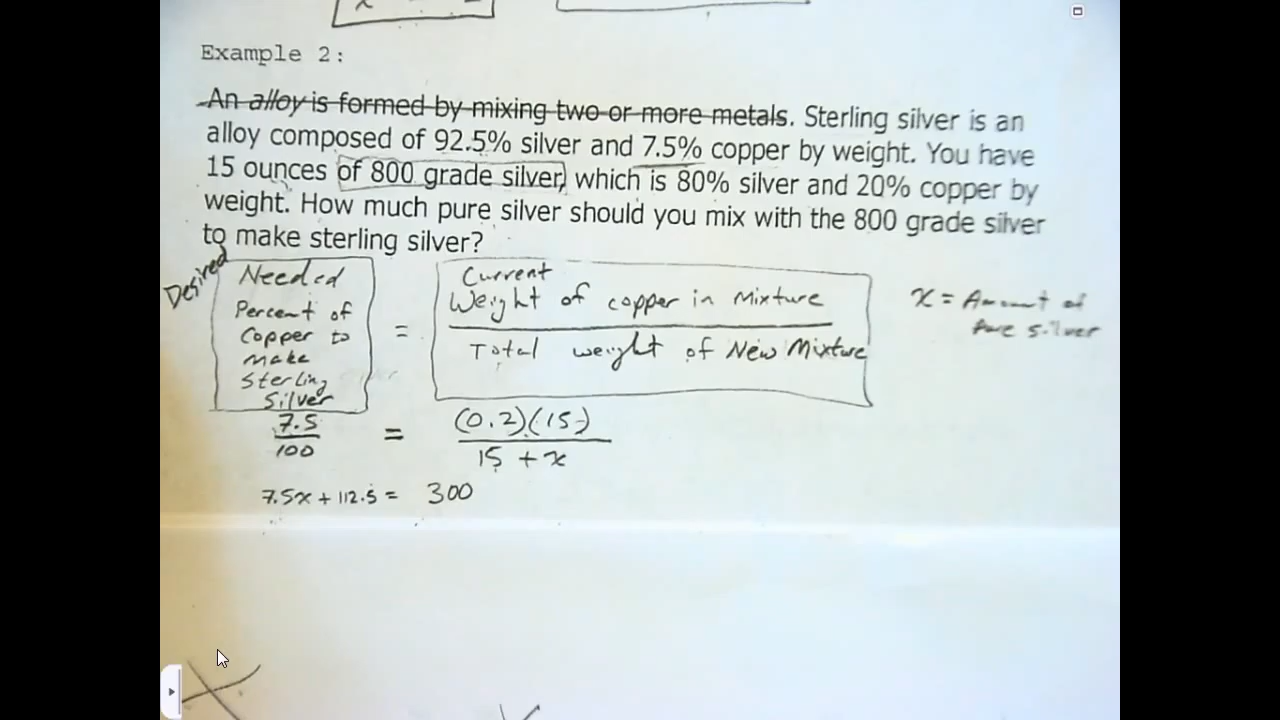 Example 2:
An alloy is formed by mixing two or more metals. Sterling silver is an
alloy composed of 92.5% silver and 7.5% copper by weight. You have
15 ounces of 800 grade silver, which is 80% silver and 20% copper by
weight. How much pure silver should you mix with the 800 grade silver
to make sterling silver?
Desired
Needed
Percent of
Copper to
make
Sterling
Silver
=
Current
Weight of copper in Mixture
Total weight of New Mixture
x = Amount of
Pure silver
7.5
100
=
(0.2)(15)
15 + x
7.5x + 112.5 = 300